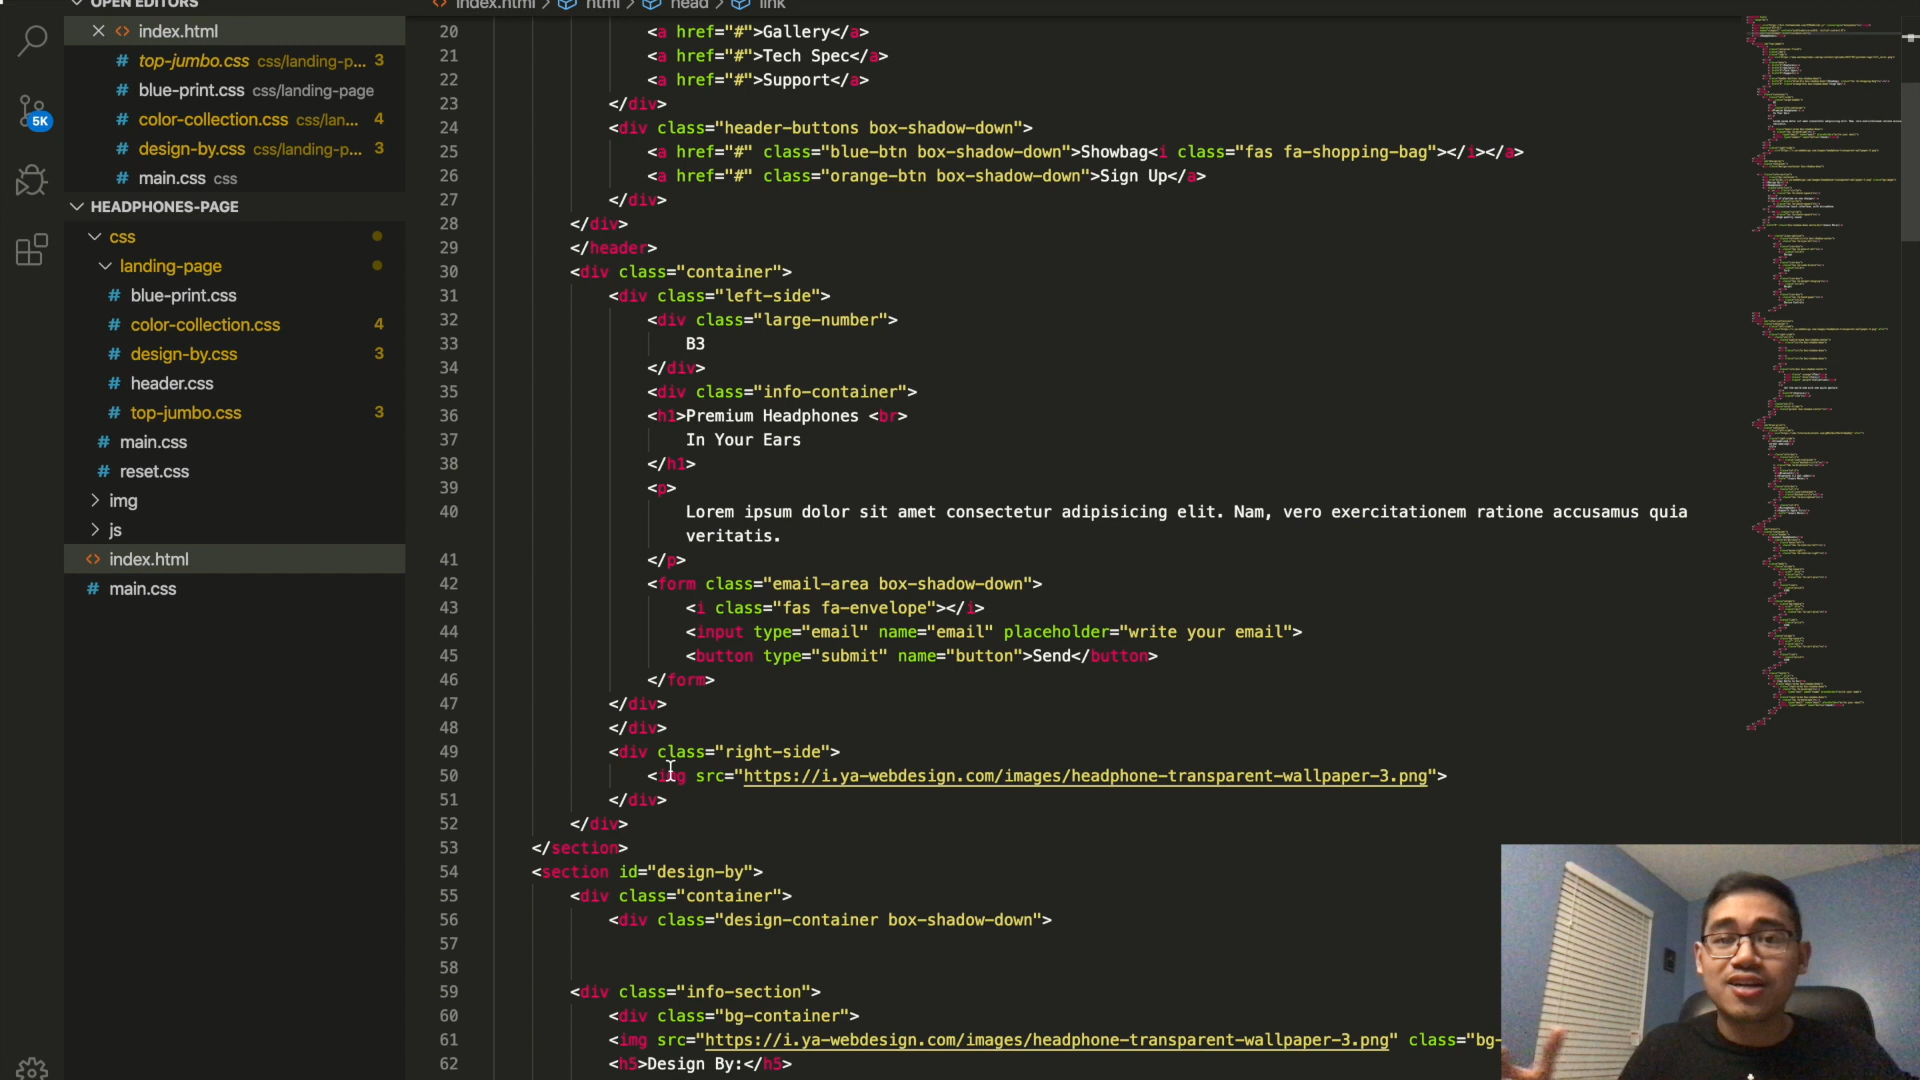 OPEN EDITORS
index.html
top-jumbo.css css/landing-p... 3
blue-print.css css/landing-page
color-collection.css css/lan... 4
design-by.css css/landing-p... 3
main.css css
HEADPHONES-PAGE
css
landing-page
# blue-print.css
# color-collection.css 4
# design-by.css 3
# header.css
# top-jumbo.css 3
# main.css
# reset.css
img
js
<> index.html
# main.css
5K
index.html > html > head > link
20 <a href="#">Gallery</a>
21 <a href="#">Tech Spec</a>
22 <a href="#">Support</a>
23 </div>
24 <div class="header-buttons box-shadow-down">
25 <a href="#" class="blue-btn box-shadow-down">Showbag<i class="fas fa-shopping-bag"></i></a>
26 <a href="#" class="orange-btn box-shadow-down">Sign Up</a>
27 </div>
28 </div>
29 </header>
30 <div class="container">
31 <div class="left-side">
32 <div class="large-number">
33 B3
34 </div>
35 <div class="info-container">
36 <h1>Premium Headphones <br>
37 In Your Ears
38 </h1>
39 <p>
40 Lorem ipsum dolor sit amet consectetur adipisicing elit. Nam, vero exercitationem ratione accusamus quia
veritatis.
41 </p>
42 <form class="email-area box-shadow-down">
43 <i class="fas fa-envelope"></i>
44 <input type="email" name="email" placeholder="write your email">
45 <button type="submit" name="button">Send</button>
46 </form>
47 </div>
48 </div>
49 <div class="right-side">
50 <img src="https://i.ya-webdesign.com/images/headphone-transparent-wallpaper-3.png">
51 </div>
52 </div>
53 </section>
54 <section id="design-by">
55 <div class="container">
56 <div class="design-container box-shadow-down">
57
58
59 <div class="info-section">
60 <div class="bg-container">
61 <img src="https://i.ya-webdesign.com/images/headphone-transparent-wallpaper-3.png" class="bg-
62 <h5>Design By:</h5>